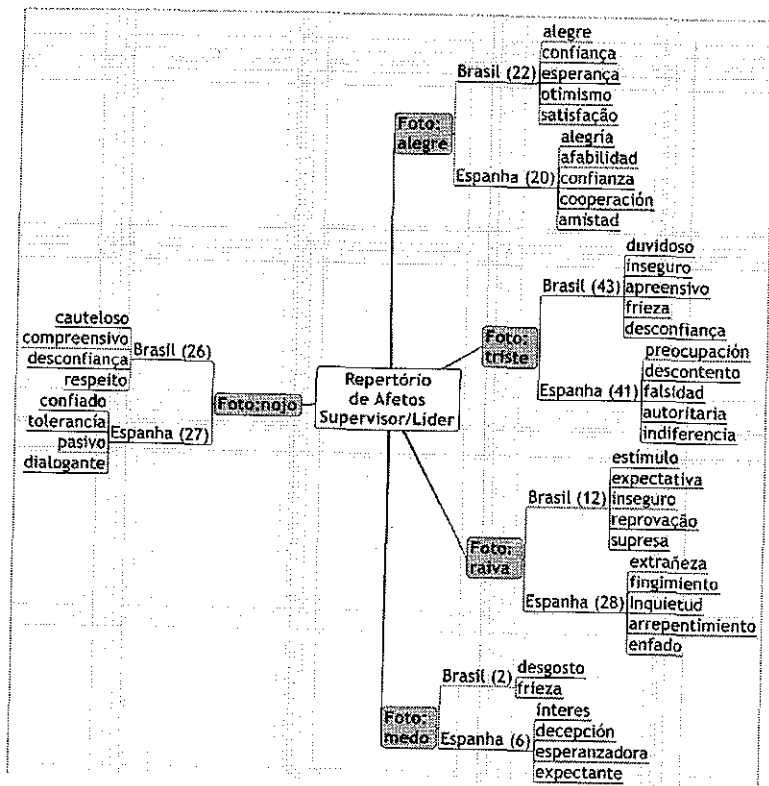 alegre
confiança
Brasil (22)
esperança
otimismo
satisfação
Foto:
alegre
alegría
afabilidad
Espanha (20)
confianza
cooperación
amistad
duvidoso
inseguro
Brasil (43)
apreensivo
frieza
desconfiança
Foto:
triste
preocupación
descontento
Espanha (41)
falsidad
autoritaria
indiferencia
cauteloso
compreensivo
Brasil (26)
desconfiança
respeito
Foto:nojo
confiado
tolerancía
Espanha (27)
pasivo
dialogante
Repertório
de Afetos
Supervisor/Lider
estímulo
expectativa
Brasil (12)
inseguro
reprovação
supresa
Foto:
raiva
extrañeza
fingimiento
Espanha (28)
Inquietud
arrepentimiento
enfado
Brasil (2)
desgosto
frieza
Foto:
medo
ínteres
decepción
Espanha (6)
esperanzadora
expectante